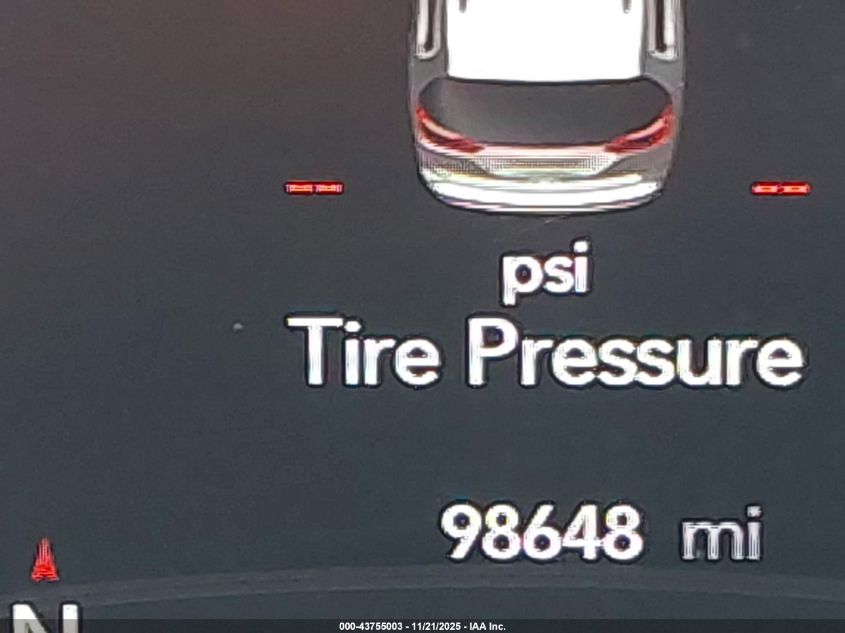 -- --
psi
Tire Pressure
98648 mi
N
000-43755003 - 11/21/2025 - IAA Inc.